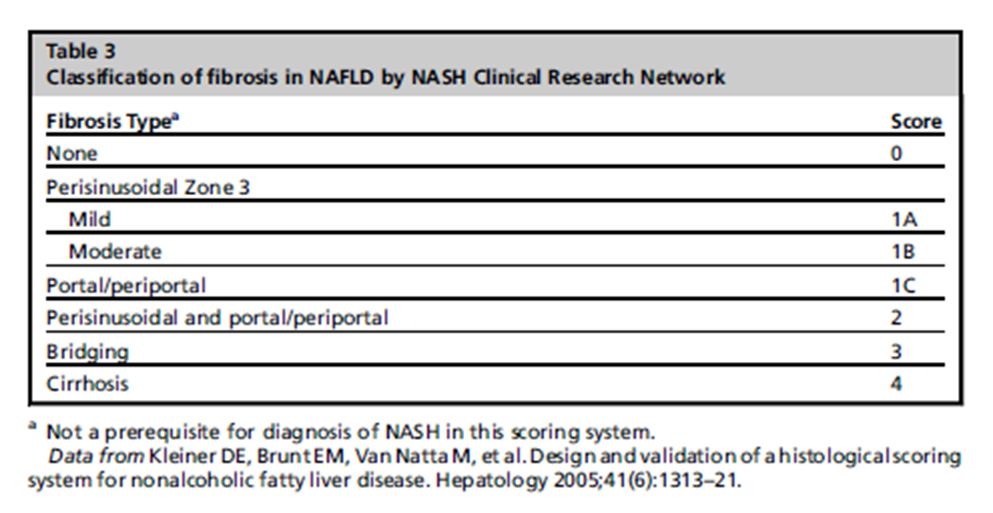 Table 3
Classification of fibrosis in NAFLD by NASH Clinical Research Network
Fibrosis Typeᵃ Score
None 0
Perisinusoidal Zone 3
Mild 1A
Moderate 1B
Portal/periportal 1C
Perisinusoidal and portal/periportal 2
Bridging 3
Cirrhosis 4
ᵃ Not a prerequisite for diagnosis of NASH in this scoring system.
Data from Kleiner DE, Brunt EM, Van Natta M, et al. Design and validation of a histological scoring
system for nonalcoholic fatty liver disease. Hepatology 2005;41(6):1313–21.